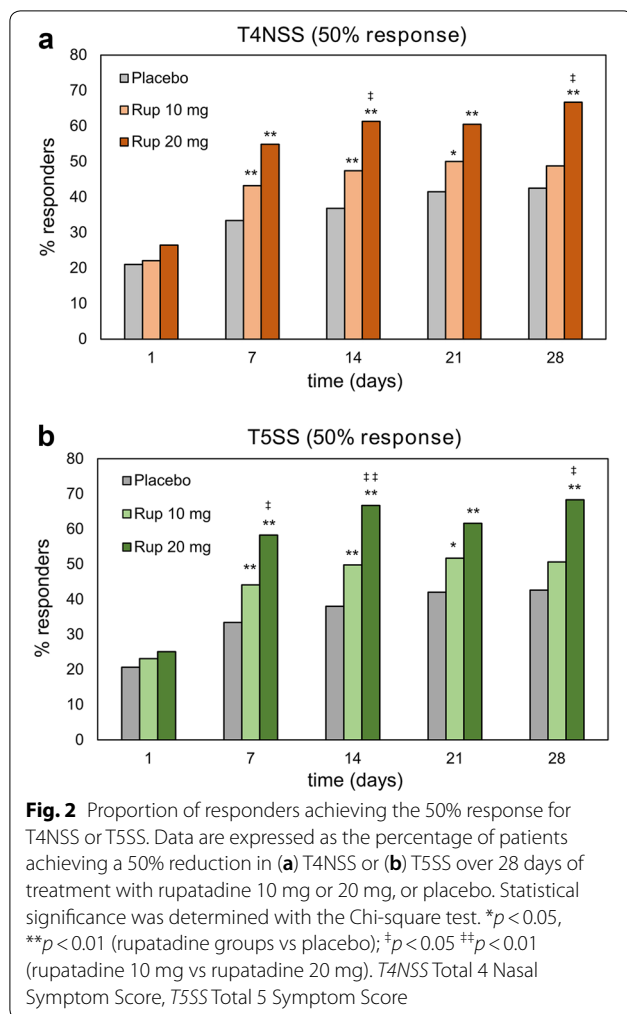 a
T4NSS (50% response)
80
70
60
50
40
30
20
10
0
% responders
Placebo
Rup 10 mg
Rup 20 mg
** **
** ** ‡
* **
** ‡
1 7 14 21 28
time (days)
b
T5SS (50% response)
80
70
60
50
40
30
20
10
0
% responders
Placebo
Rup 10 mg
Rup 20 mg
** ** ‡
** ** ‡‡
* **
** ‡
1 7 14 21 28
time (days)
Fig. 2 Proportion of responders achieving the 50% response for
T4NSS or T5SS. Data are expressed as the percentage of patients
achieving a 50% reduction in (a) T4NSS or (b) T5SS over 28 days of
treatment with rupatadine 10 mg or 20 mg, or placebo. Statistical
significance was determined with the Chi-square test. *p < 0.05,
**p < 0.01 (rupatadine groups vs placebo); ‡p < 0.05 ‡‡p < 0.01
(rupatadine 10 mg vs rupatadine 20 mg). T4NSS Total 4 Nasal
Symptom Score, T5SS Total 5 Symptom Score